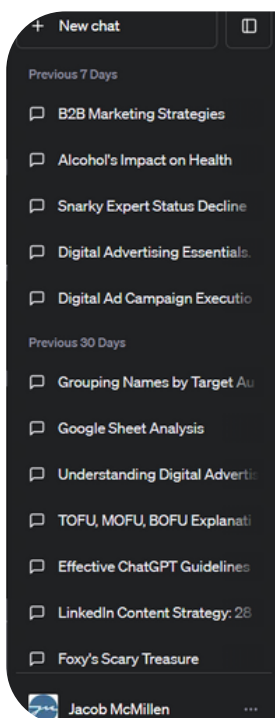 + New chat
Previous 7 Days
B2B Marketing Strategies
Alcohol's Impact on Health
Snarky Expert Status Decline
Digital Advertising Essentials.
Digital Ad Campaign Executio
Previous 30 Days
Grouping Names by Target Au
Google Sheet Analysis
Understanding Digital Advertis
TOFU, MOFU, BOFU Explanati
Effective ChatGPT Guidelines
LinkedIn Content Strategy: 28
Foxy's Scary Treasure
Jacob McMillen